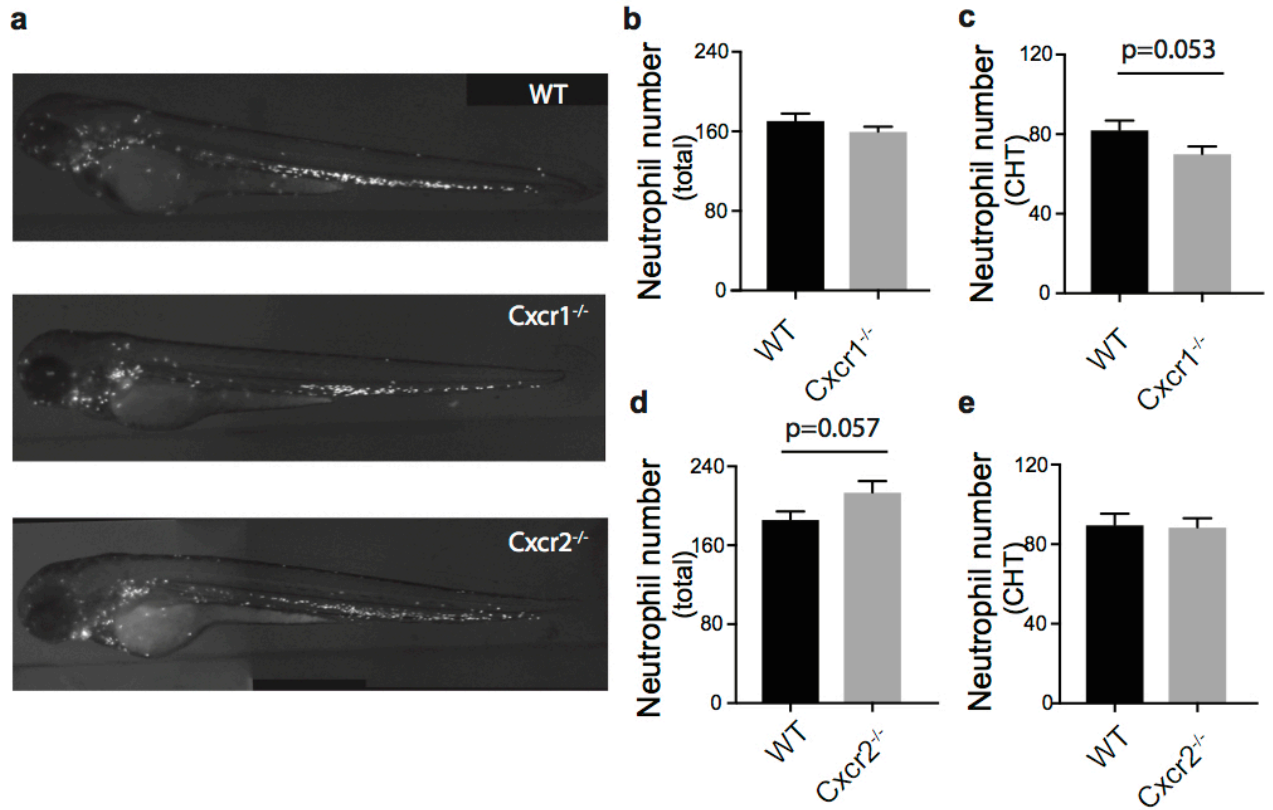 a
WT
Cxcr1-/-
Cxcr2-/-
b
Neutrophil number
(total)
240
160
80
0
WT
Cxcr1-/-
c
p=0.053
Neutrophil number
(CHT)
120
80
40
0
WT
Cxcr1-/-
d
p=0.057
Neutrophil number
(total)
240
160
80
0
WT
Cxcr2-/-
e
Neutrophil number
(CHT)
120
80
40
0
WT
Cxcr2-/-